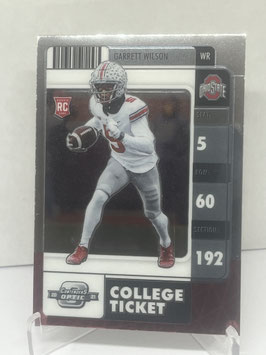 GARRETT WILSON WR
RC
OHIO STATE
5
60
192
CONTENDERS
OPTIC
COLLEGE
TICKET